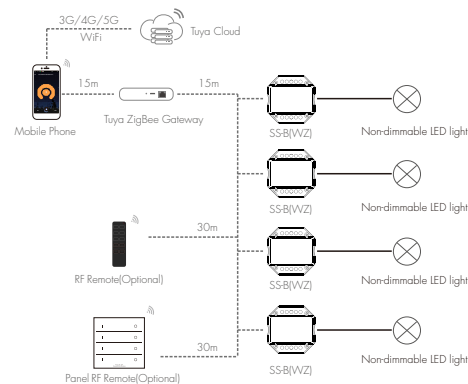 3G/4G/5G
WiFi
Tuya Cloud
15m
15m
Mobile Phone
Tuya ZigBee Gateway
SS-B(WZ)
Non-dimmable LED light
SS-B(WZ)
Non-dimmable LED light
30m
RF Remote(Optional)
SS-B(WZ)
Non-dimmable LED light
30m
Panel RF Remote(Optional)
SS-B(WZ)
Non-dimmable LED light